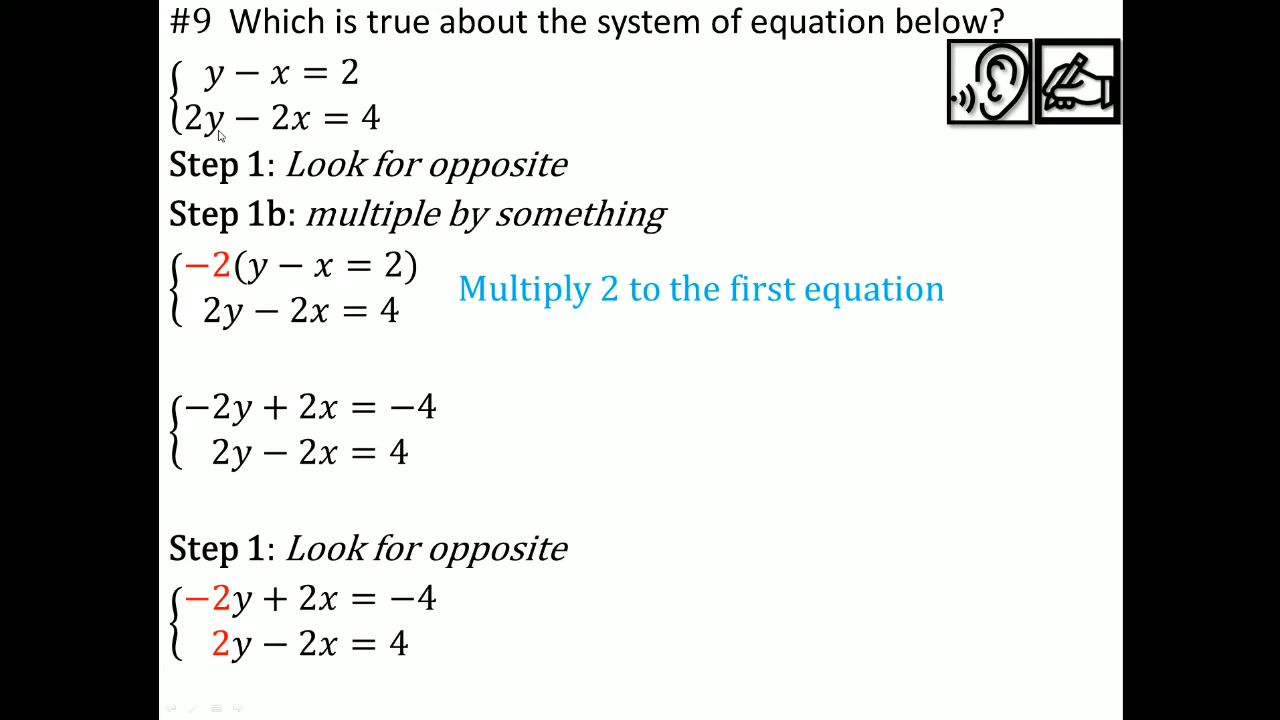 #9 Which is true about the system of equation below?
y − x = 2
2y − 2x = 4
Step 1: Look for opposite
Step 1b: multiple by something
−2(y − x = 2)
Multiply 2 to the first equation
2y − 2x = 4
−2y + 2x = −4
2y − 2x = 4
Step 1: Look for opposite
−2y + 2x = −4
2y − 2x = 4